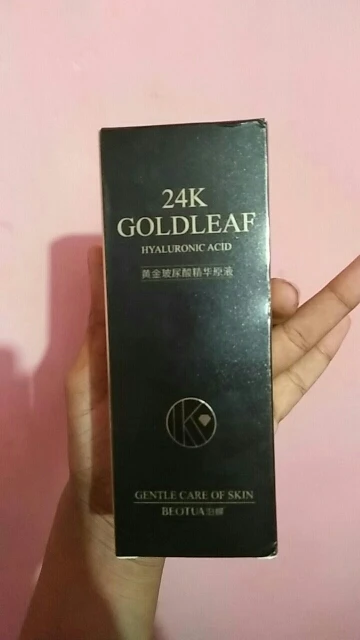 24K
GOLDLEAF
HYALURONIC ACID
黄金玻尿酸精华原液
K
GENTLE CARE OF SKIN
BEOTUA